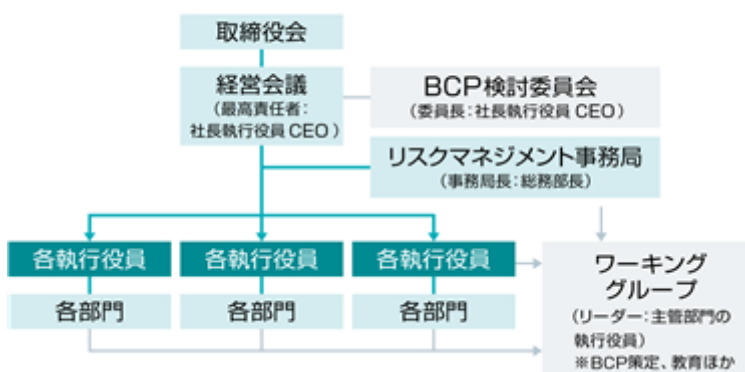 取締役会
経営会議
(最高責任者:
社長執行役員 CEO)
BCP検討委員会
(委員長:社長執行役員 CEO)
リスクマネジメント事務局
(事務局長:総務部長)
各執行役員
各執行役員
各執行役員
各部門
各部門
各部門
ワーキング
グループ
(リーダー:主管部門の
執行役員)
※BCP策定、教育ほか